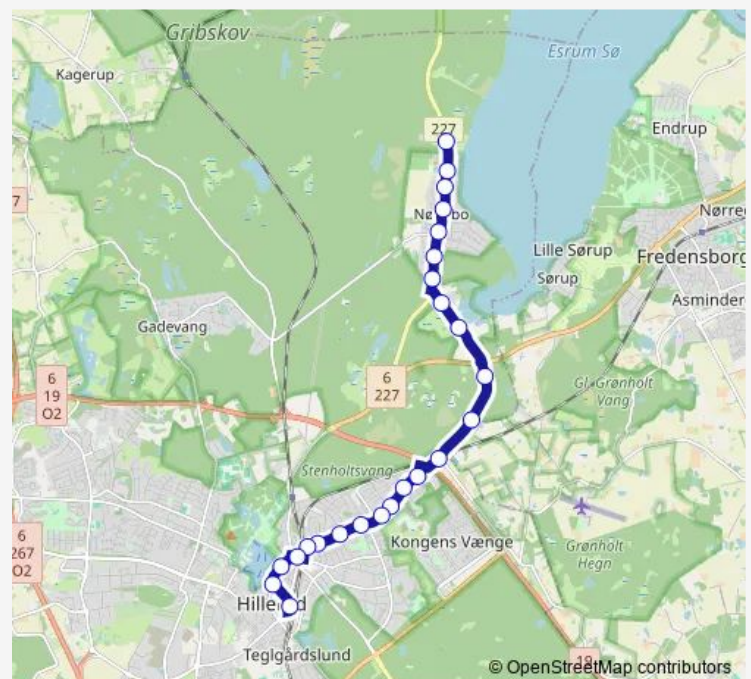 Gribskov
Esrum Sø
Kagerup
227
Endrup
7
Nørre
Lille Sørup
Fredensborg
Sørup
Asminder
Gadevang
6
19
O2
6
227
Gl. Grønholt
Vang
Stenholtsvang
6
267
O2
Kongens Vænge
Grønholt
Hegn
Teglgårdslund
19
© OpenStreetMap contributors